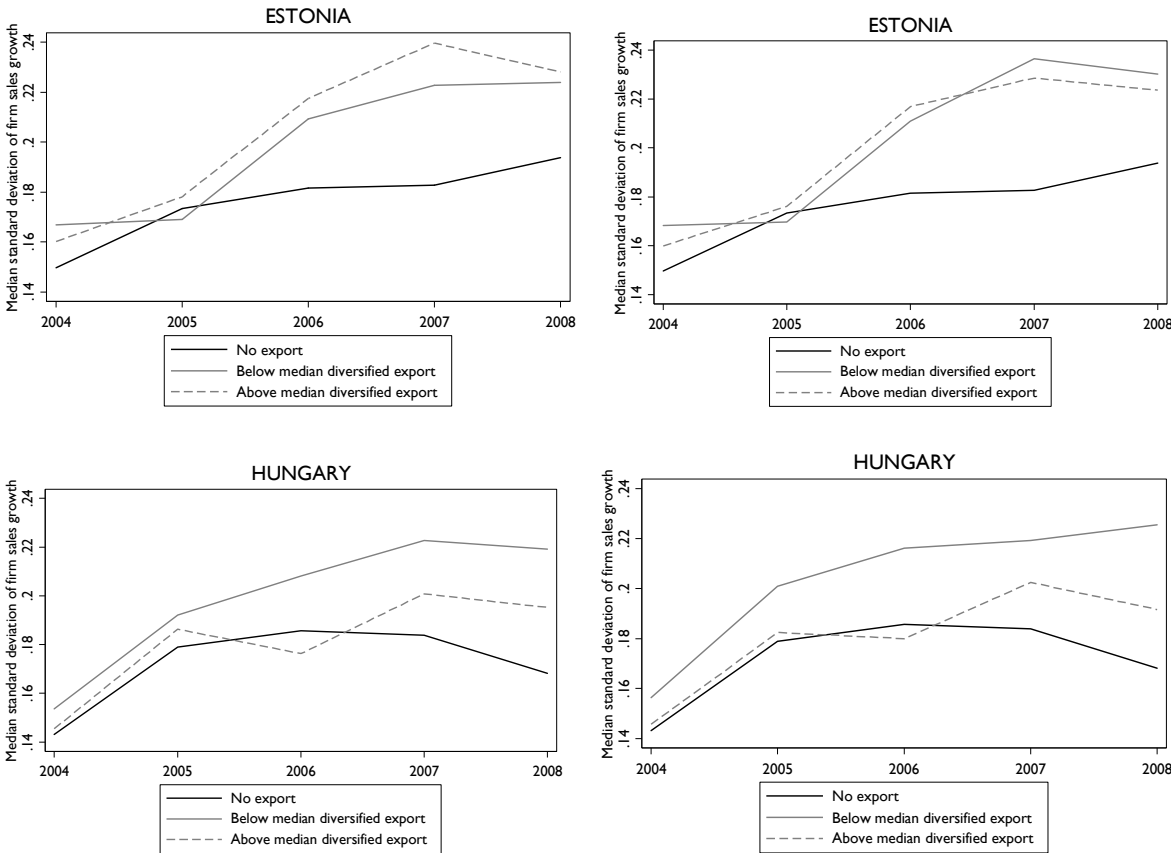 ESTONIA
Median standard deviation of firm sales growth
.24
.22
.2
.18
.16
.14
2004 2005 2006 2007 2008
No export
Below median diversified export
Above median diversified export
ESTONIA
Median standard deviation of firm sales growth
.24
.22
.2
.18
.16
.14
2004 2005 2006 2007 2008
No export
Below median diversified export
Above median diversified export
HUNGARY
Median standard deviation of firm sales growth
.24
.22
.2
.18
.16
.14
2004 2005 2006 2007 2008
No export
Below median diversified export
Above median diversified export
HUNGARY
Median standard deviation of firm sales growth
.24
.22
.2
.18
.16
.14
2004 2005 2006 2007 2008
No export
Below median diversified export
Above median diversified export